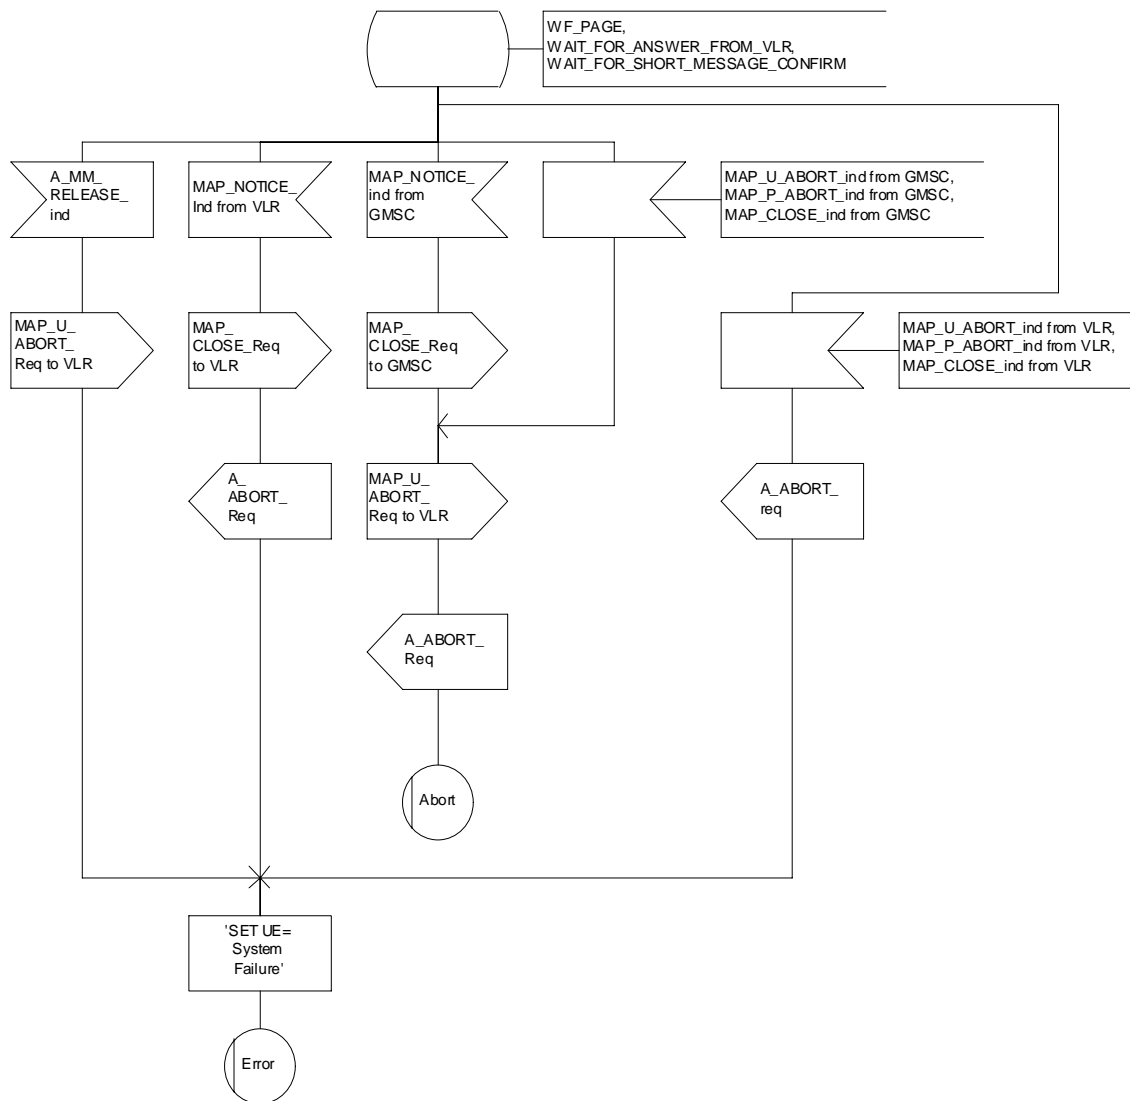 WF_PAGE,
WAIT_FOR_ANSWER_FROM_VLR,
WAIT_FOR_SHORT_MESSAGE_CONFIRM
A_MM_
RELEASE_
ind
MAP_NOTICE_
Ind from VLR
MAP_NOTICE_
ind from
GMSC
MAP_U_ABORT_ind from GMSC,
MAP_P_ABORT_ind from GMSC,
MAP_CLOSE_ind from GMSC
MAP_U_
ABORT_
Req to VLR
MAP_
CLOSE_Req
to VLR
MAP_
CLOSE_Req
to GMSC
MAP_U_ABORT_ind from VLR,
MAP_P_ABORT_ind from VLR,
MAP_CLOSE_ind from VLR
A_
ABORT_
Req
MAP_U_
ABORT_
Req to VLR
A_ABORT_
req
A_ABORT_
Req
Abort
'SET UE=
System
Failure'
Error